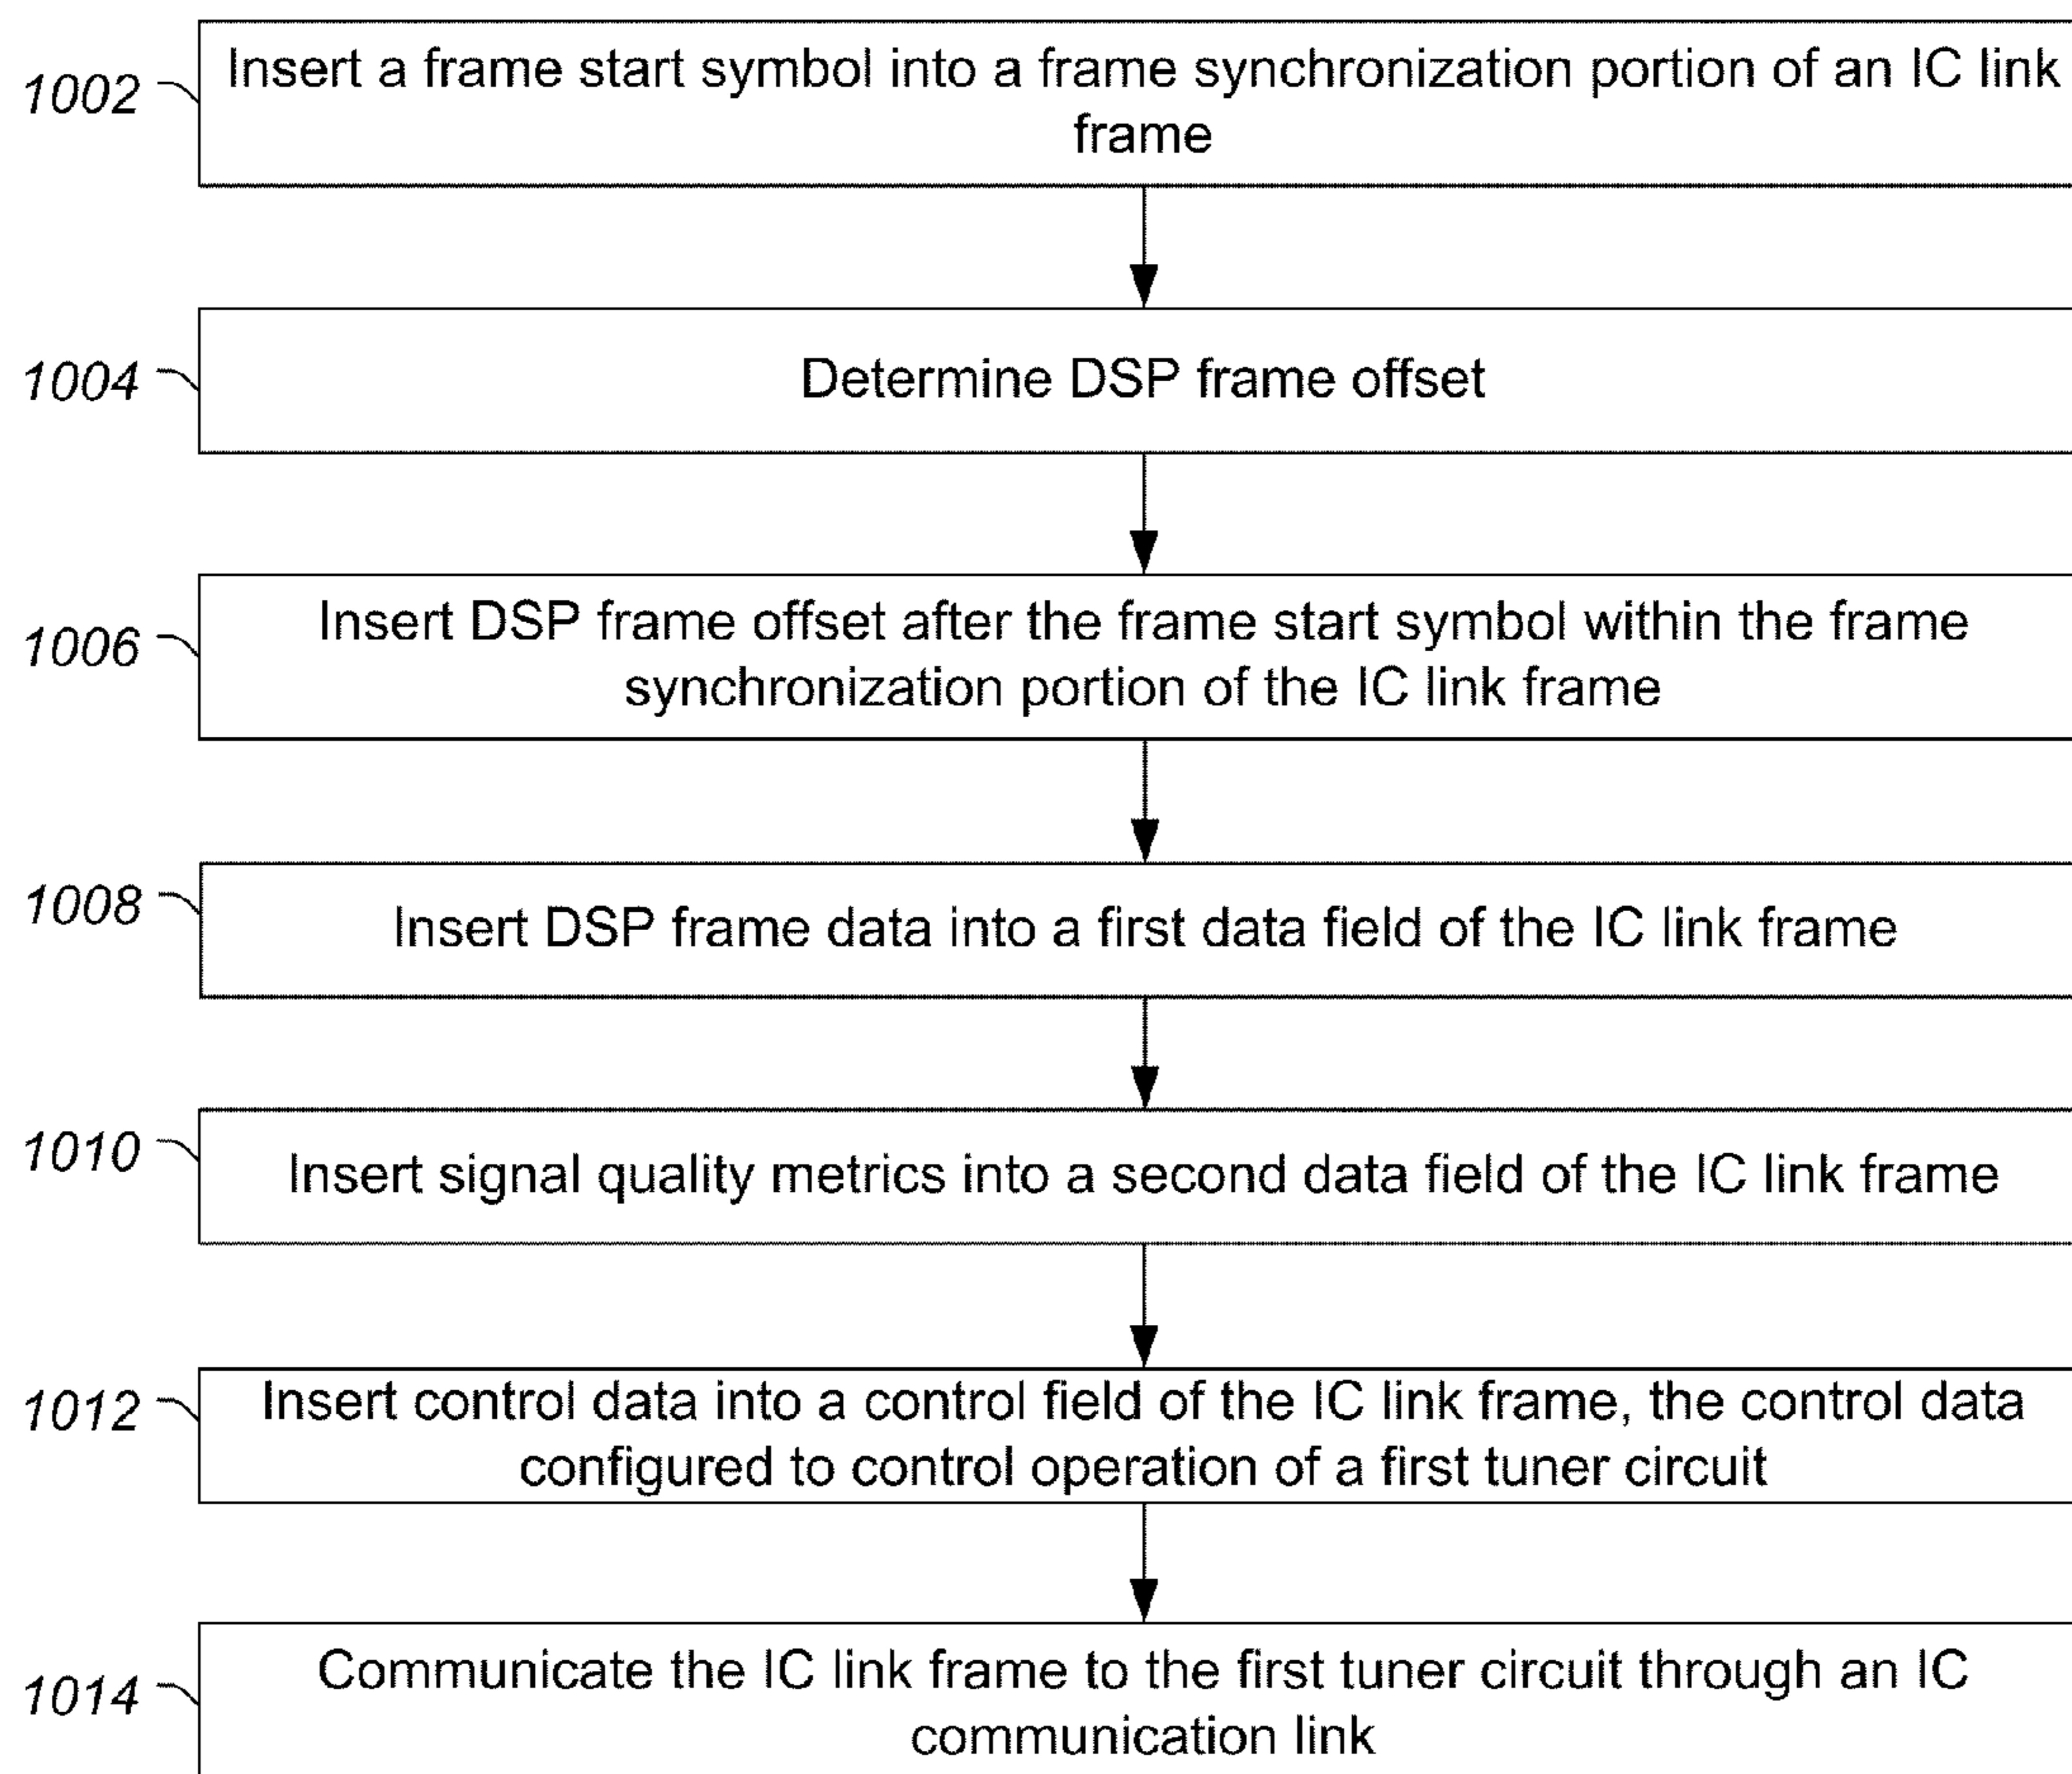 1002
Insert a frame start symbol into a frame synchronization portion of an IC link
frame
1004
Determine DSP frame offset
1006
Insert DSP frame offset after the frame start symbol within the frame
synchronization portion of the IC link frame
1008
Insert DSP frame data into a first data field of the IC link frame
1010
Insert signal quality metrics into a second data field of the IC link frame
1012
Insert control data into a control field of the IC link frame, the control data
configured to control operation of a first tuner circuit
1014
Communicate the IC link frame to the first tuner circuit through an IC
communication link